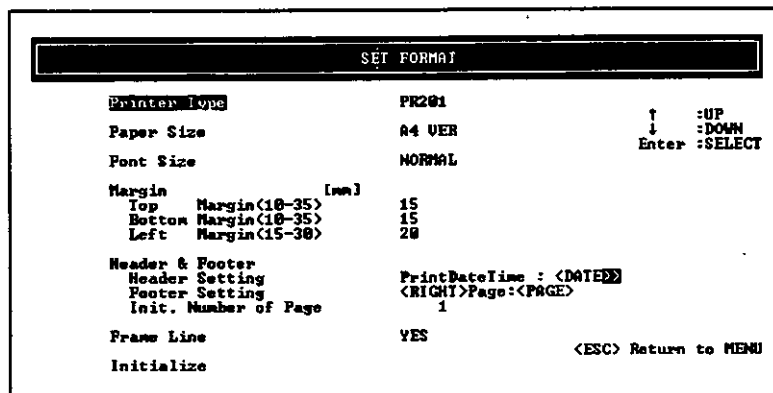 SET FORMAT
Printer Type PR201
↑ :UP
Paper Size A4 VER
↓ :DOWN
Enter :SELECT
Font Size NORMAL
Margin [mm]
Top Margin(10-35) 15
Bottom Margin(10-35) 15
Left Margin(15-30) 20
Header & Footer
Header Setting PrintDateTime : <DATE>>
Footer Setting <RIGHT>Page:<PAGE>
Init. Number of Page 1
Frame Line YES
<ESC> Return to MENU
Initialize